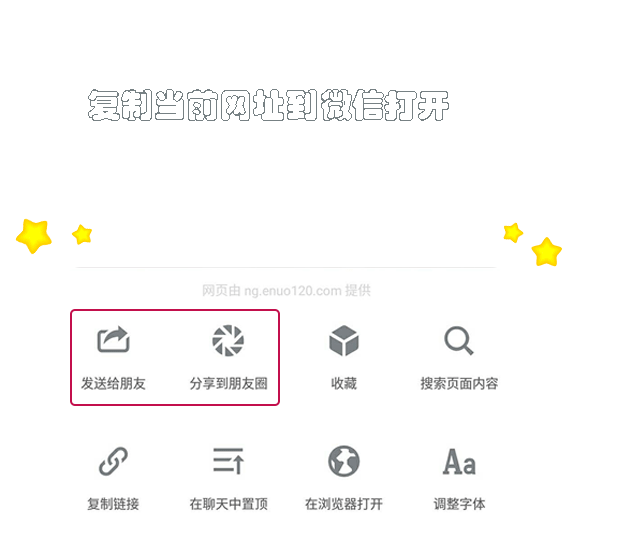 复制当前网址到微信打开
网页由 ng.enuo120.com 提供
发送给朋友 分享到朋友圈 收藏 搜索页面内容
Aa
复制链接 在聊天中置顶 在浏览器打开 调整字体